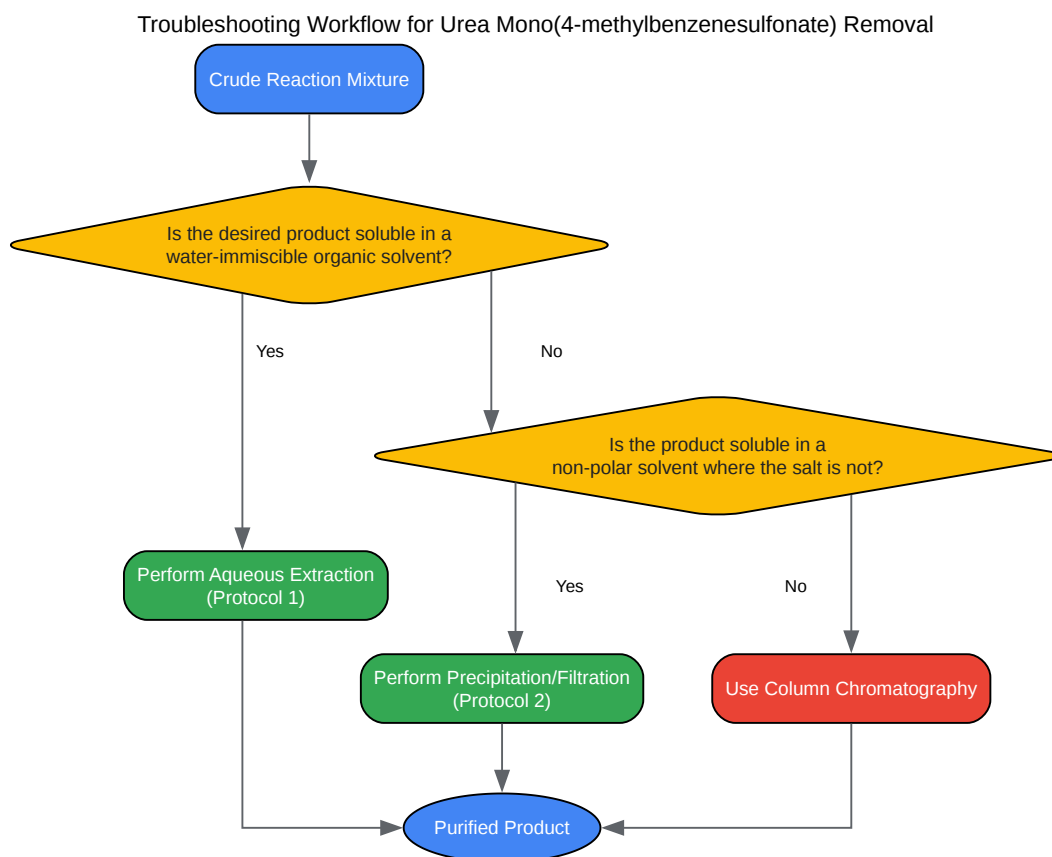 Troubleshooting Workflow for Urea Mono(4-methylbenzenesulfonate) Removal
Crude Reaction Mixture
Is the desired product soluble in a
water-immiscible organic solvent?
Yes
No
Is the product soluble in a
non-polar solvent where the salt is not?
Perform Aqueous Extraction
(Protocol 1)
Yes
No
Perform Precipitation/Filtration
(Protocol 2)
Use Column Chromatography
Purified Product